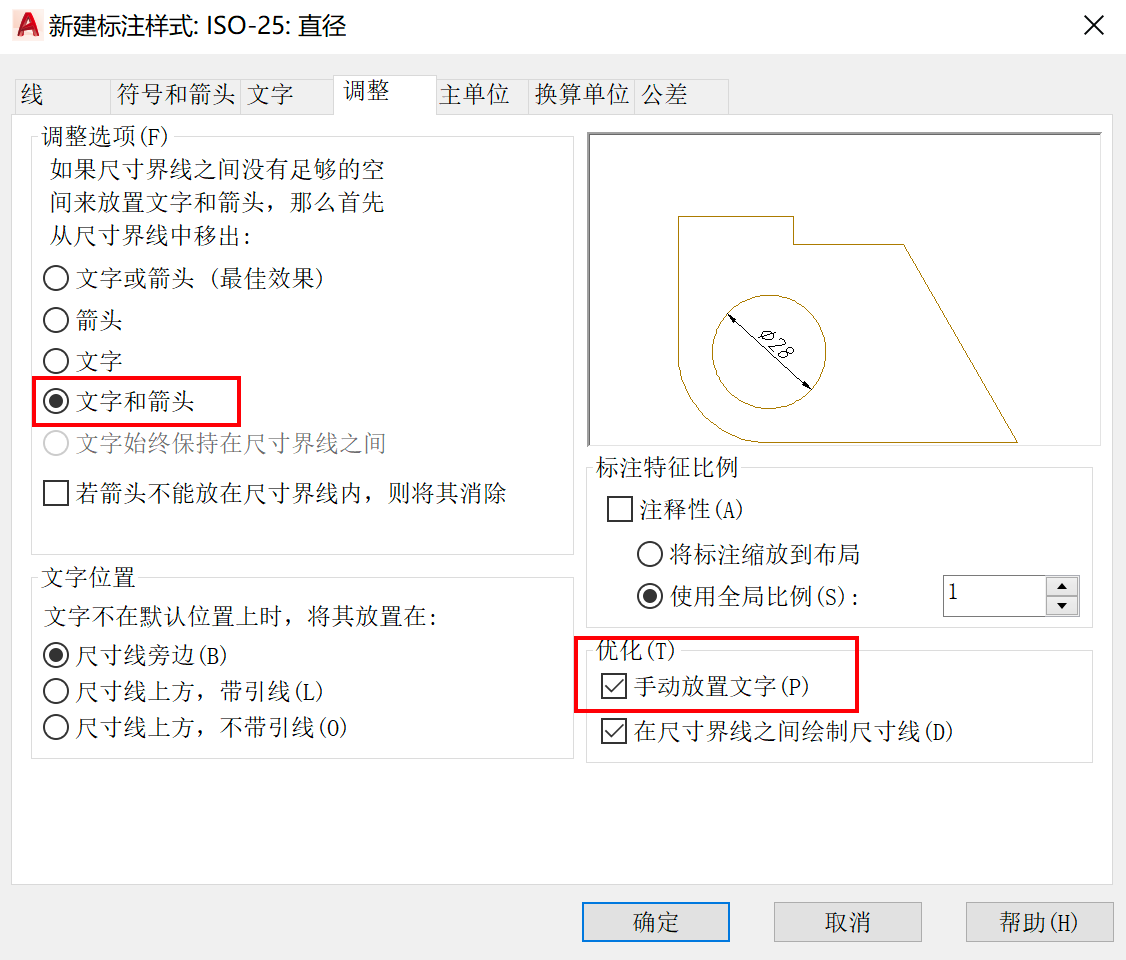 新建标注样式: ISO-25: 直径
线 符号和箭头 文字 调整 主单位 换算单位 公差
调整选项(F)
如果尺寸界线之间没有足够的空
间来放置文字和箭头，那么首先
从尺寸界线中移出:
文字或箭头 (最佳效果)
箭头
文字
文字和箭头
文字始终保持在尺寸界线之间
若箭头不能放在尺寸界线内，则将其消除
文字位置
文字不在默认位置上时，将其放置在:
尺寸线旁边(B)
尺寸线上方，带引线(L)
尺寸线上方，不带引线(O)
Ø28
标注特征比例
注释性(A)
将标注缩放到布局
使用全局比例(S):
1
优化(T)
手动放置文字(P)
在尺寸界线之间绘制尺寸线(D)
确定 取消 帮助(H)